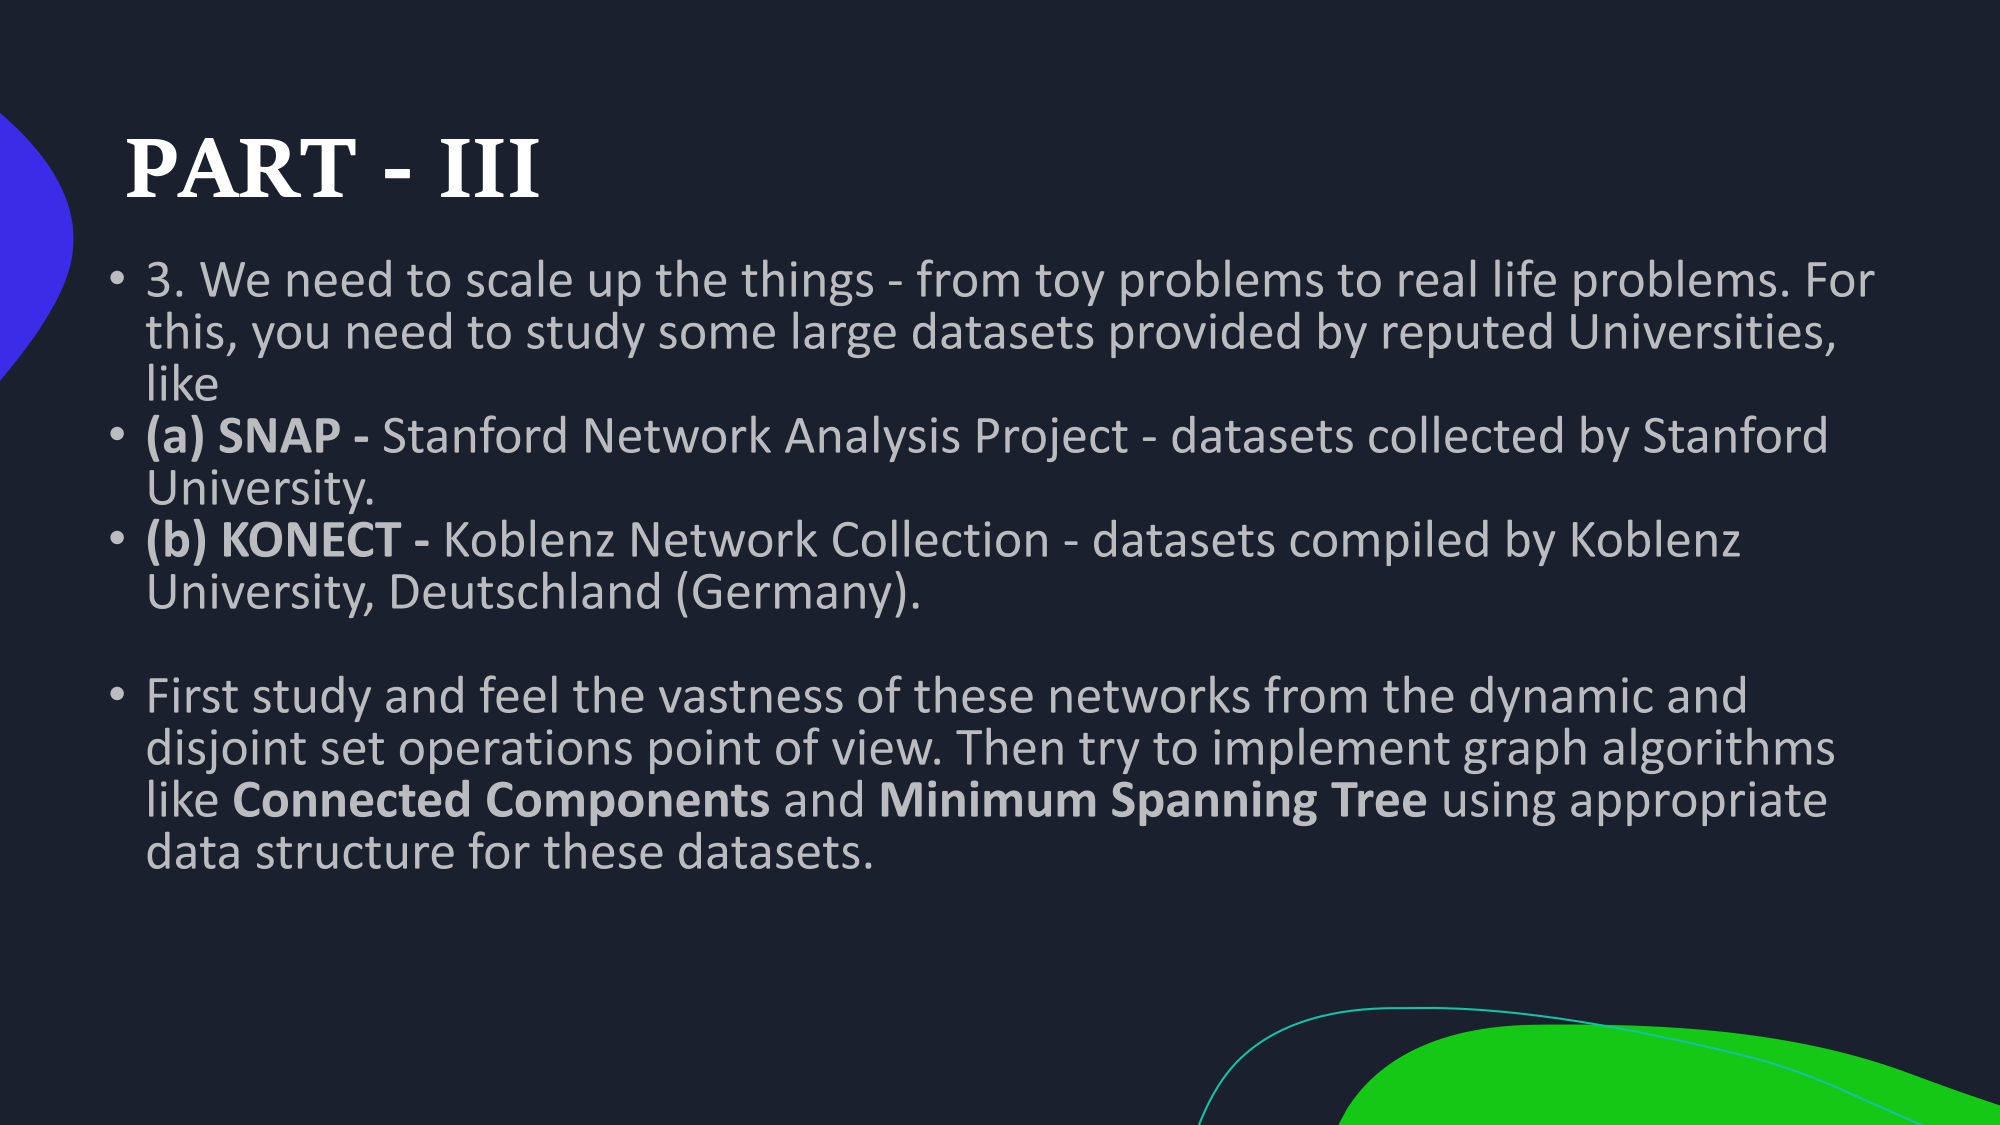 PART - III
• 3. We need to scale up the things - from toy problems to real life problems. For
this, you need to study some large datasets provided by reputed Universities,
like
• (a) SNAP - Stanford Network Analysis Project - datasets collected by Stanford
University.
• (b) KONECT - Koblenz Network Collection - datasets compiled by Koblenz
University, Deutschland (Germany).
• First study and feel the vastness of these networks from the dynamic and
disjoint set operations point of view. Then try to implement graph algorithms
like Connected Components and Minimum Spanning Tree using appropriate
data structure for these datasets.